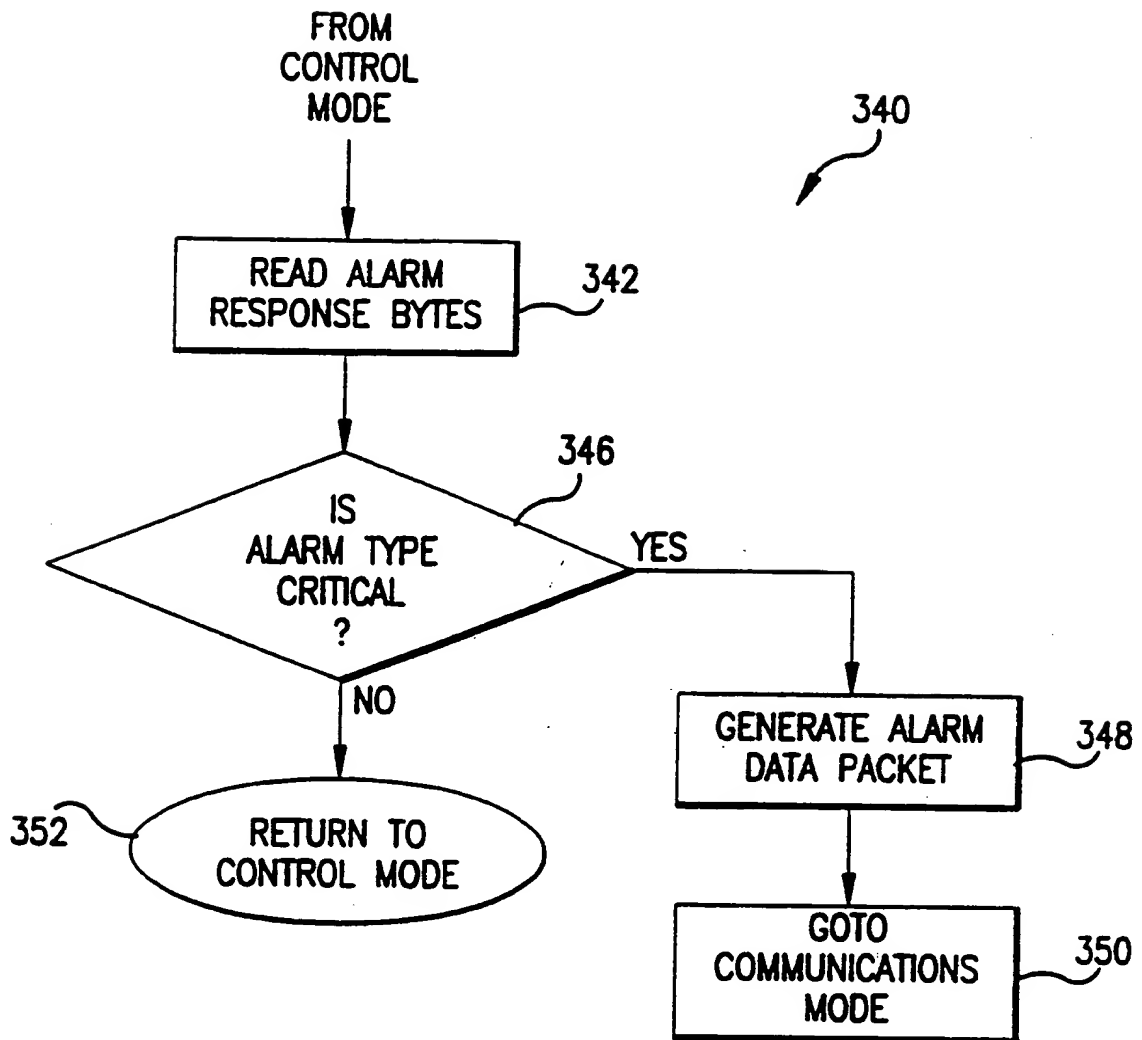 FROM
CONTROL
MODE
340
READ ALARM
RESPONSE BYTES
342
346
IS
ALARM TYPE
CRITICAL
?
YES
NO
GENERATE ALARM
DATA PACKET
348
352
RETURN TO
CONTROL MODE
GOTO
COMMUNICATIONS
MODE
350